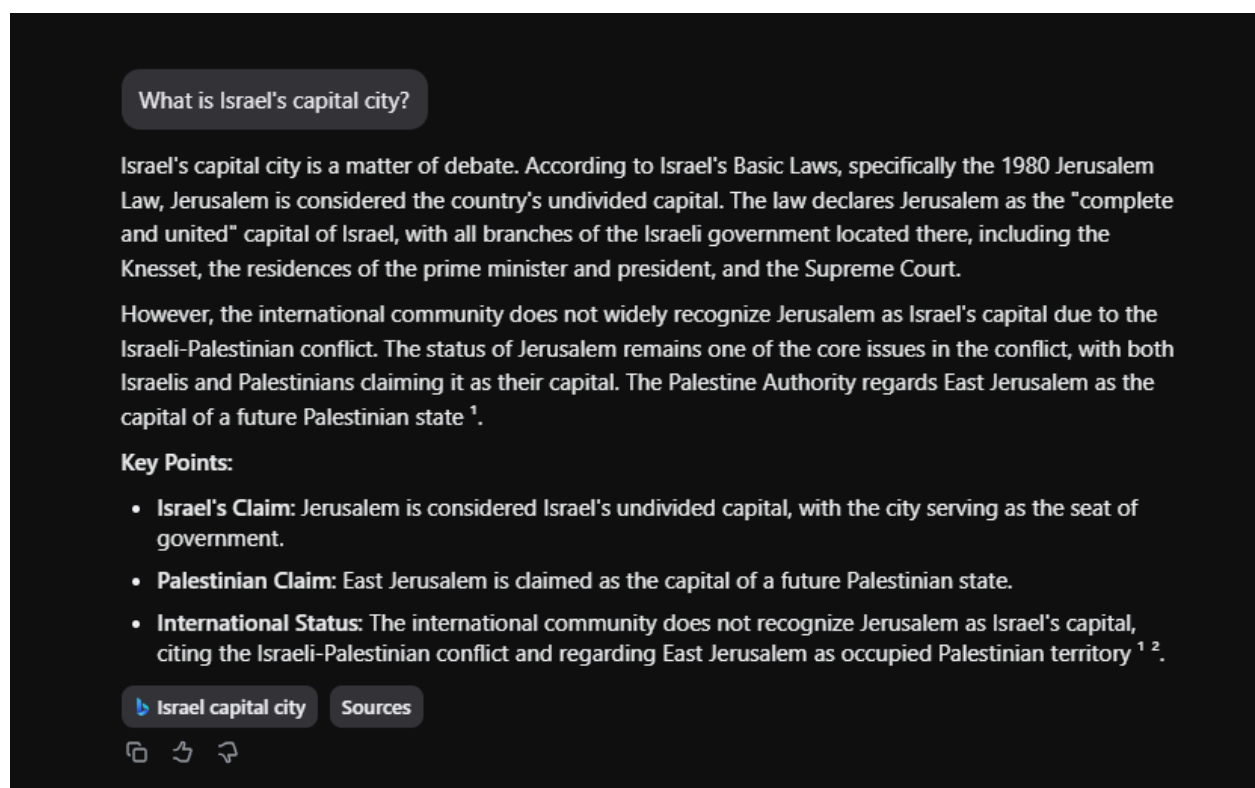 What is Israel's capital city?
Israel's capital city is a matter of debate. According to Israel's Basic Laws, specifically the 1980 Jerusalem
Law, Jerusalem is considered the country's undivided capital. The law declares Jerusalem as the "complete
and united" capital of Israel, with all branches of the Israeli government located there, including the
Knesset, the residences of the prime minister and president, and the Supreme Court.
However, the international community does not widely recognize Jerusalem as Israel's capital due to the
Israeli-Palestinian conflict. The status of Jerusalem remains one of the core issues in the conflict, with both
Israelis and Palestinians claiming it as their capital. The Palestine Authority regards East Jerusalem as the
capital of a future Palestinian state ¹.
Key Points:
• Israel's Claim: Jerusalem is considered Israel's undivided capital, with the city serving as the seat of
government.
• Palestinian Claim: East Jerusalem is claimed as the capital of a future Palestinian state.
• International Status: The international community does not recognize Jerusalem as Israel's capital,
citing the Israeli-Palestinian conflict and regarding East Jerusalem as occupied Palestinian territory ¹ ².
Israel capital city Sources